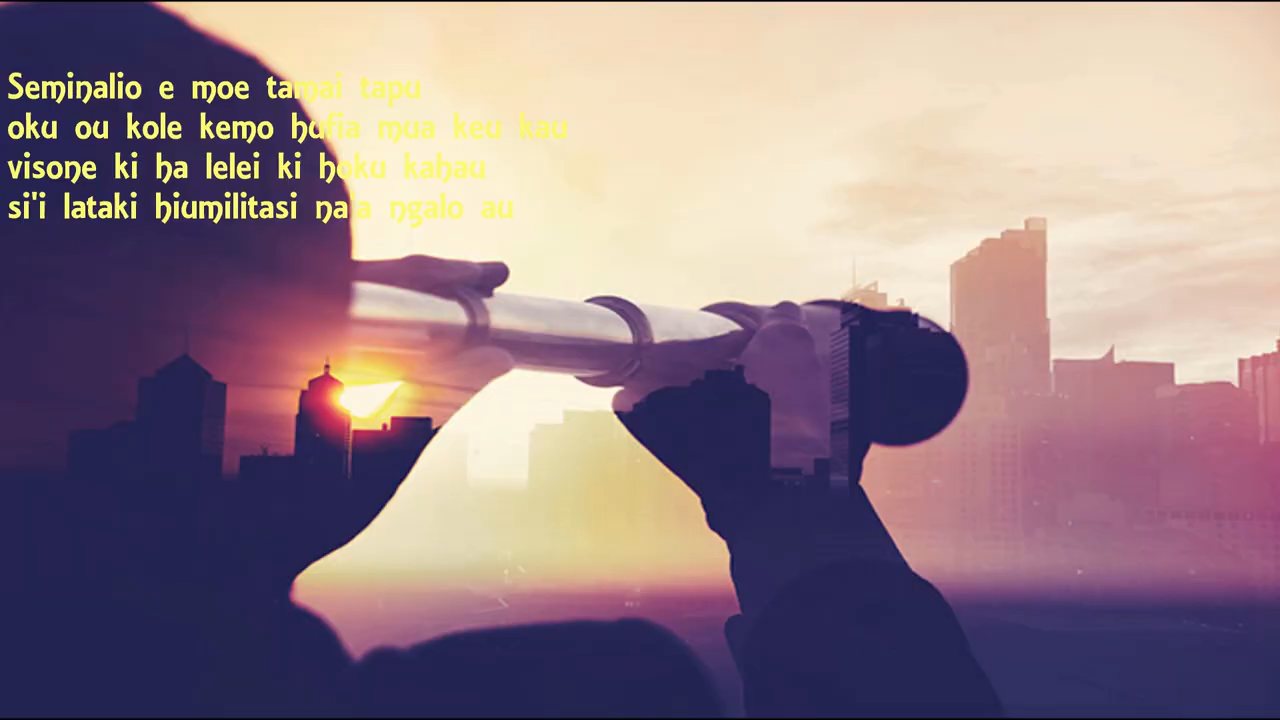 Seminalio e moe tamai tapu
oku ou kole kemo hufia mua keu kau
visone ki ha lelei ki hoku kahau
si'i lataki hiumilitasi na'a ngalo au